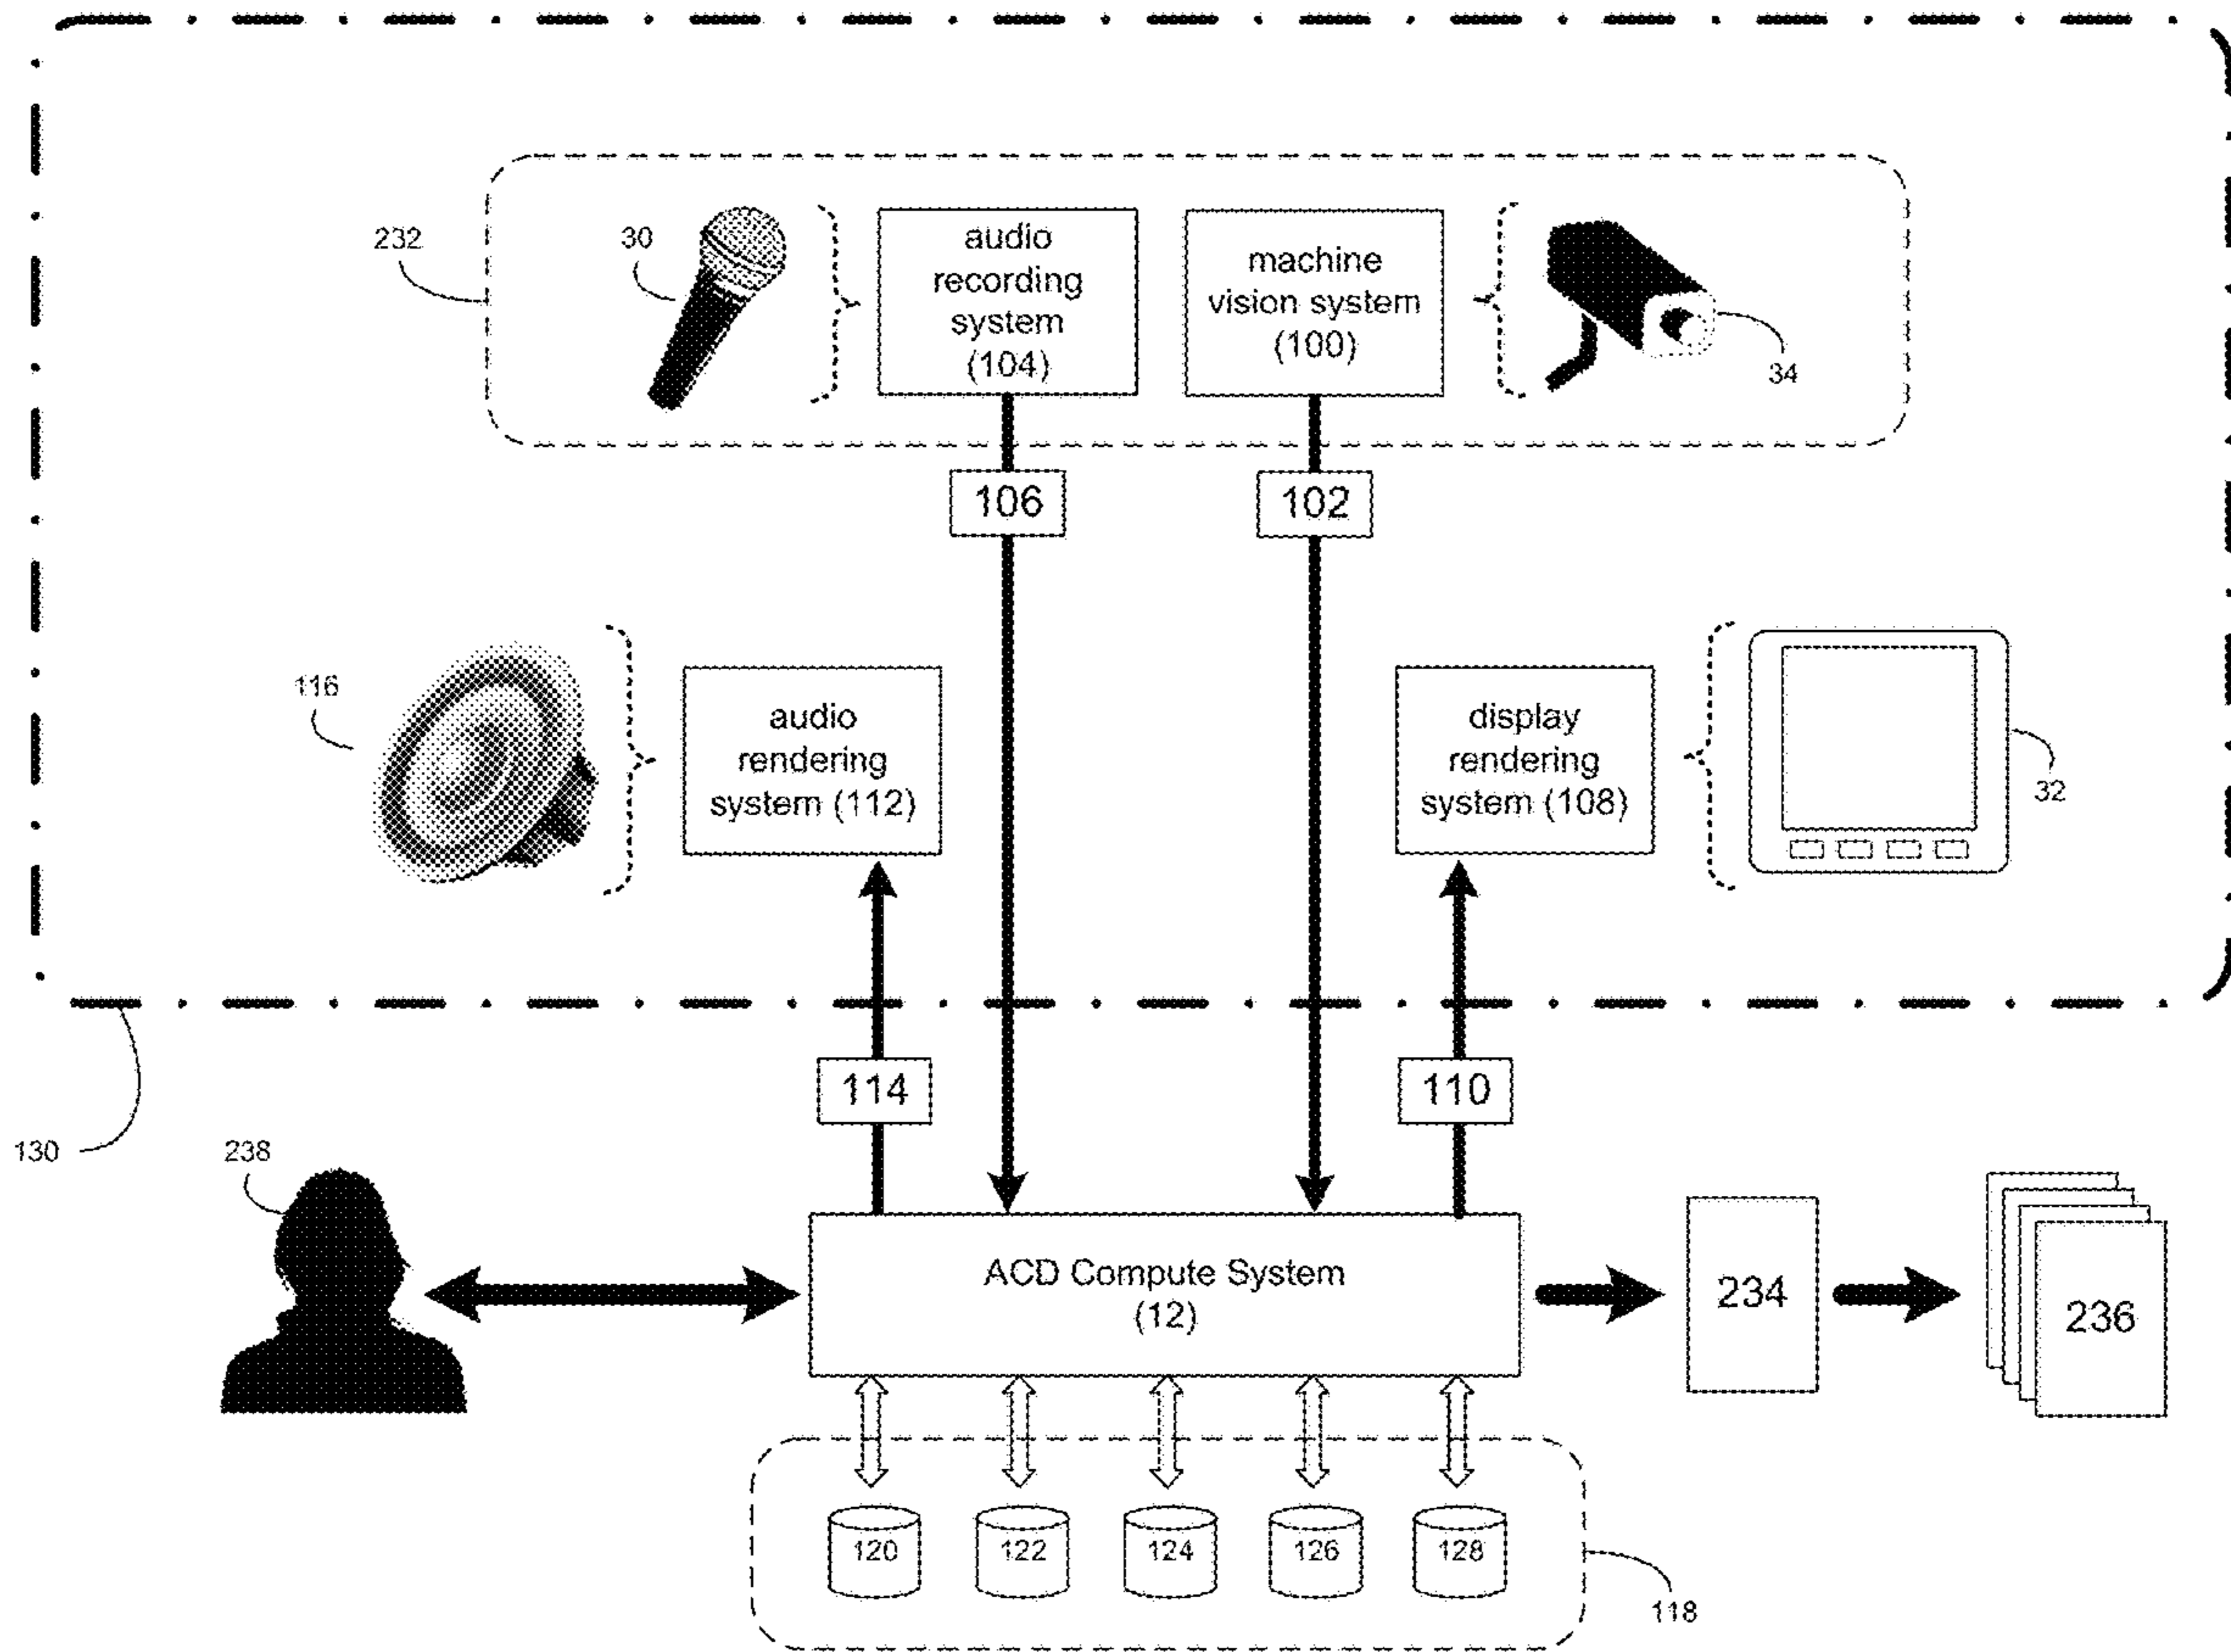 232
30
audio
recording
system
(104)
machine
vision system
(100)
34
106
102
116
audio
rendering
system (112)
display
rendering
system (108)
32
114
110
130
238
ACD Compute System
(12)
234
236
120
122
124
126
128
118